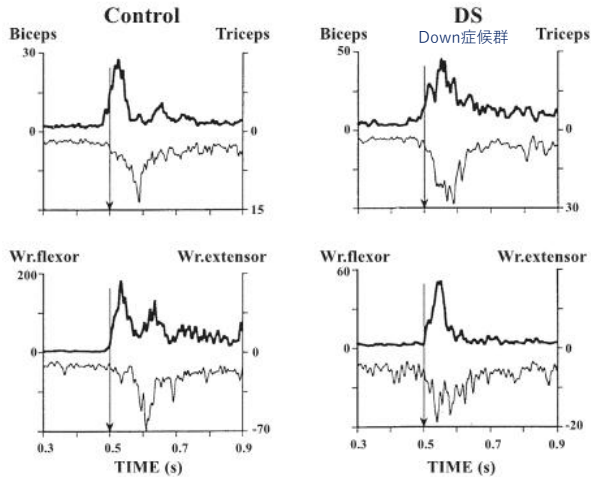 Control
Biceps Triceps
30
0 0
15
DS
Down症候群
Biceps Triceps
50
0 0
30
Wr.flexor Wr.extensor
200
0 0
-70
0.3 0.5 0.7 0.9
TIME (s)
Wr.flexor Wr.extensor
60
0 0
-20
0.3 0.5 0.7 0.9
TIME (s)